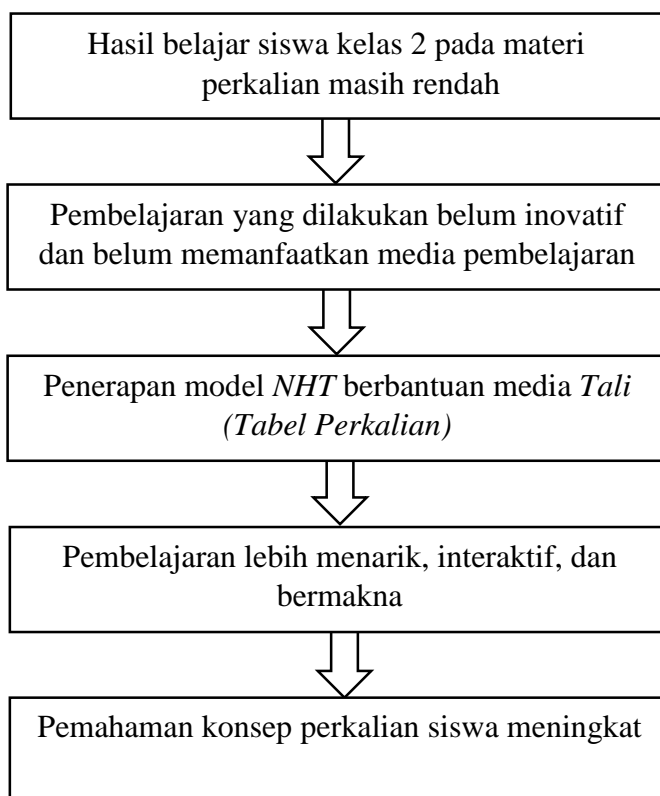 Hasil belajar siswa kelas 2 pada materi
perkalian masih rendah
Pembelajaran yang dilakukan belum inovatif
dan belum memanfaatkan media pembelajaran
Penerapan model NHT berbantuan media Tali
(Tabel Perkalian)
Pembelajaran lebih menarik, interaktif, dan
bermakna
Pemahaman konsep perkalian siswa meningkat